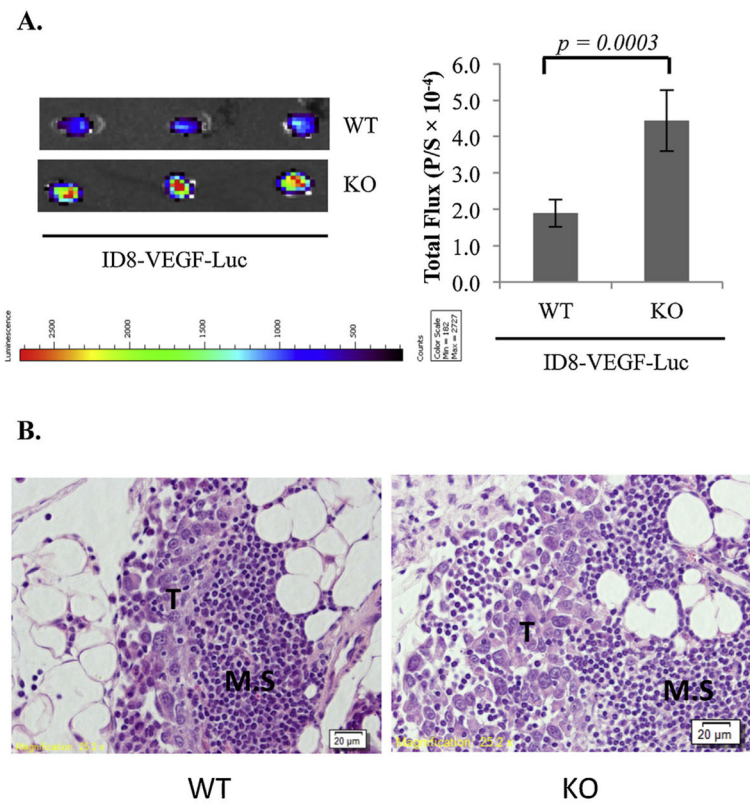 A.
WT
KO
ID8-VEGF-Luc
Luminescence
2500
2000
1500
1000
500
Counts
Color Scale
Min = 182
Max = 2727
p = 0.0003
Total Flux (P/S × 10⁻⁴)
6.0
5.0
4.0
3.0
2.0
1.0
0.0
WT
KO
ID8-VEGF-Luc
B.
T
M.S
20 µm
WT
T
M.S
20 µm
KO